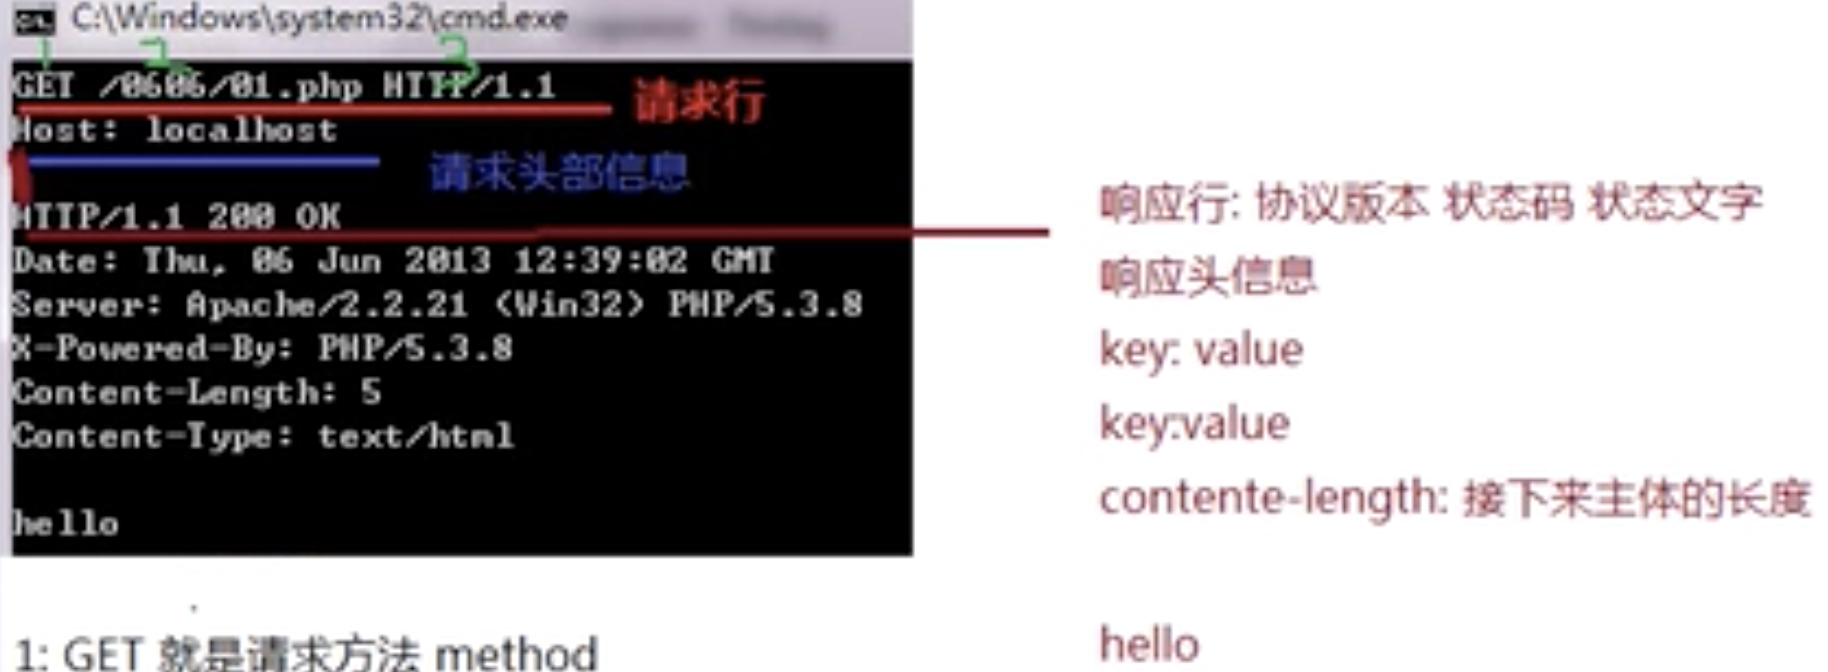 C:\Windows\system32\cmd.exe
1 2 3
GET /0606/01.php HTTP/1.1
请求行
Host: localhost
请求头部信息
HTTP/1.1 200 OK
Date: Thu, 06 Jun 2013 12:39:02 GMT
Server: Apache/2.2.21 (Win32) PHP/5.3.8
X-Powered-By: PHP/5.3.8
Content-Length: 5
Content-Type: text/html
hello
1: GET 就是请求方法 method
响应行: 协议版本 状态码 状态文字
响应头信息
key: value
key:value
contente-length: 接下来主体的长度
hello